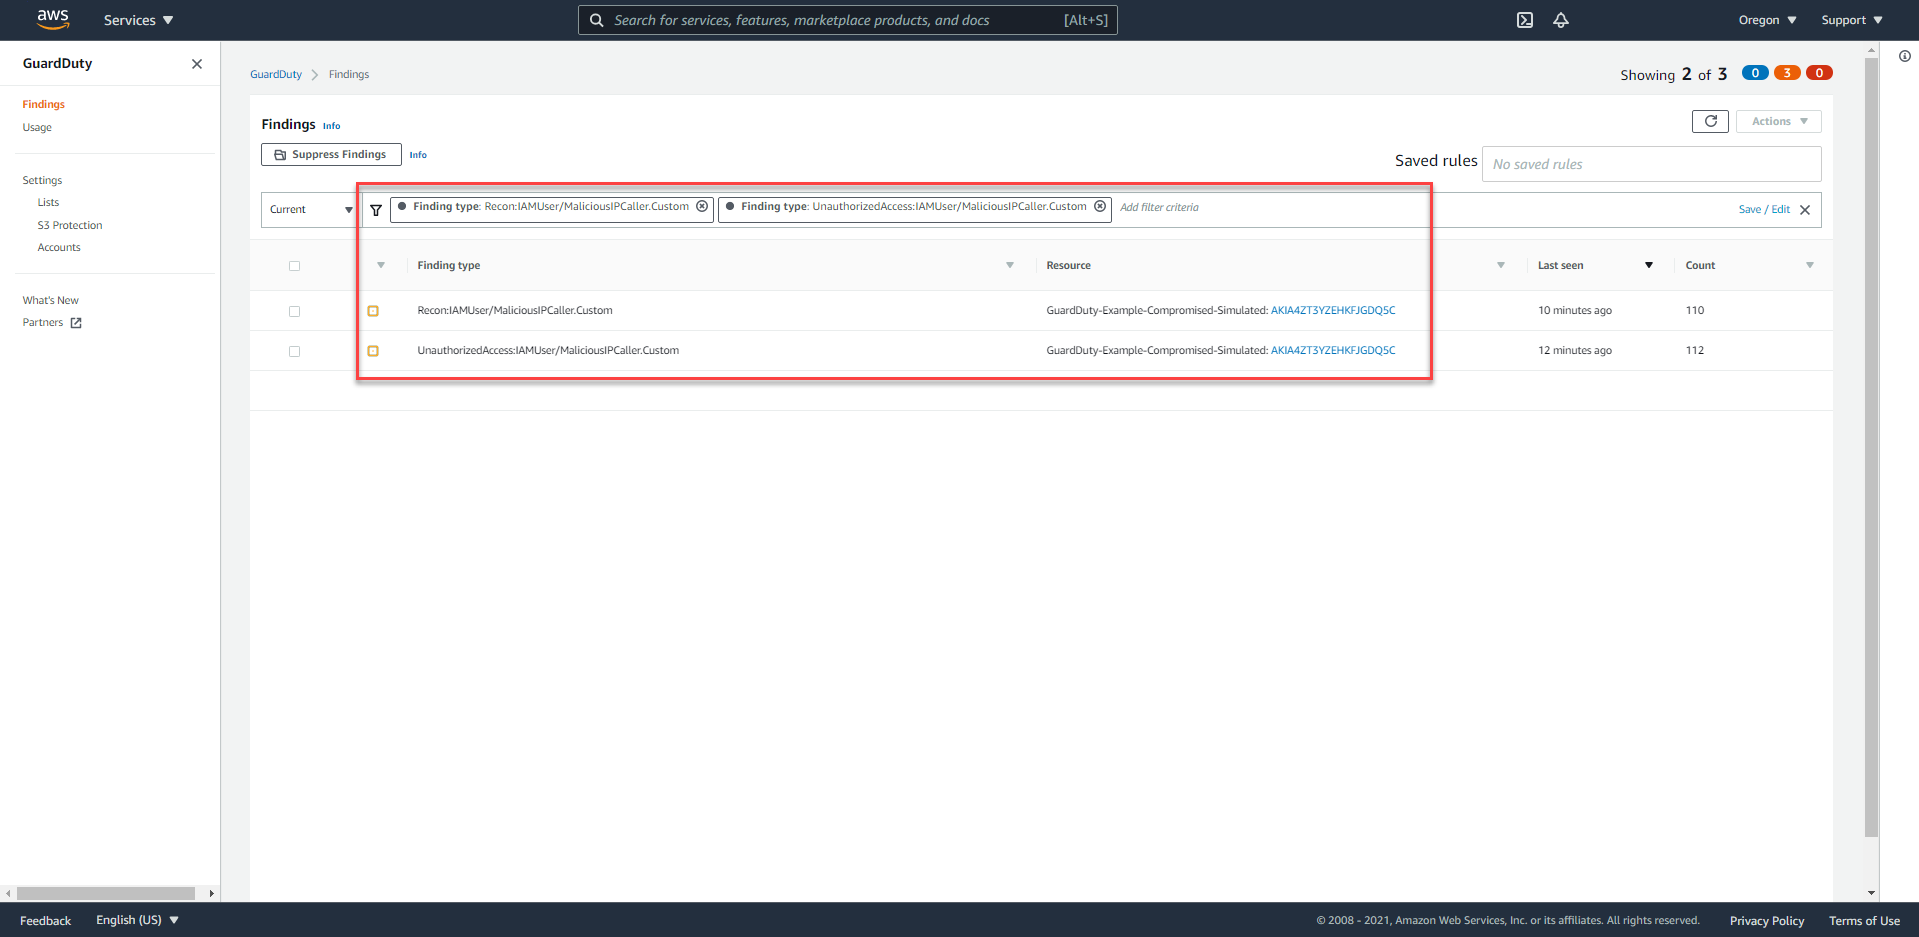 aws Services Search for services, features, marketplace products, and docs [Alt+S] Oregon Support
GuardDuty
Findings
Usage
Settings
Lists
S3 Protection
Accounts
What's New
Partners
GuardDuty Findings
Showing 2 of 3 0 3 0
Findings Info
Actions
Suppress Findings Info
Saved rules No saved rules
Current Finding type: Recon:IAMUser/MaliciousIPCaller.Custom Finding type: UnauthorizedAccess:IAMUser/MaliciousIPCaller.Custom Add filter criteria Save / Edit
Finding type Resource Last seen Count
Recon:IAMUser/MaliciousIPCaller.Custom GuardDuty-Example-Compromised-Simulated: AKIA4ZT3YZEHKFJGDQ5C 10 minutes ago 110
UnauthorizedAccess:IAMUser/MaliciousIPCaller.Custom GuardDuty-Example-Compromised-Simulated: AKIA4ZT3YZEHKFJGDQ5C 12 minutes ago 112
Feedback English (US) © 2008 - 2021, Amazon Web Services, Inc. or its affiliates. All rights reserved. Privacy Policy Terms of Use